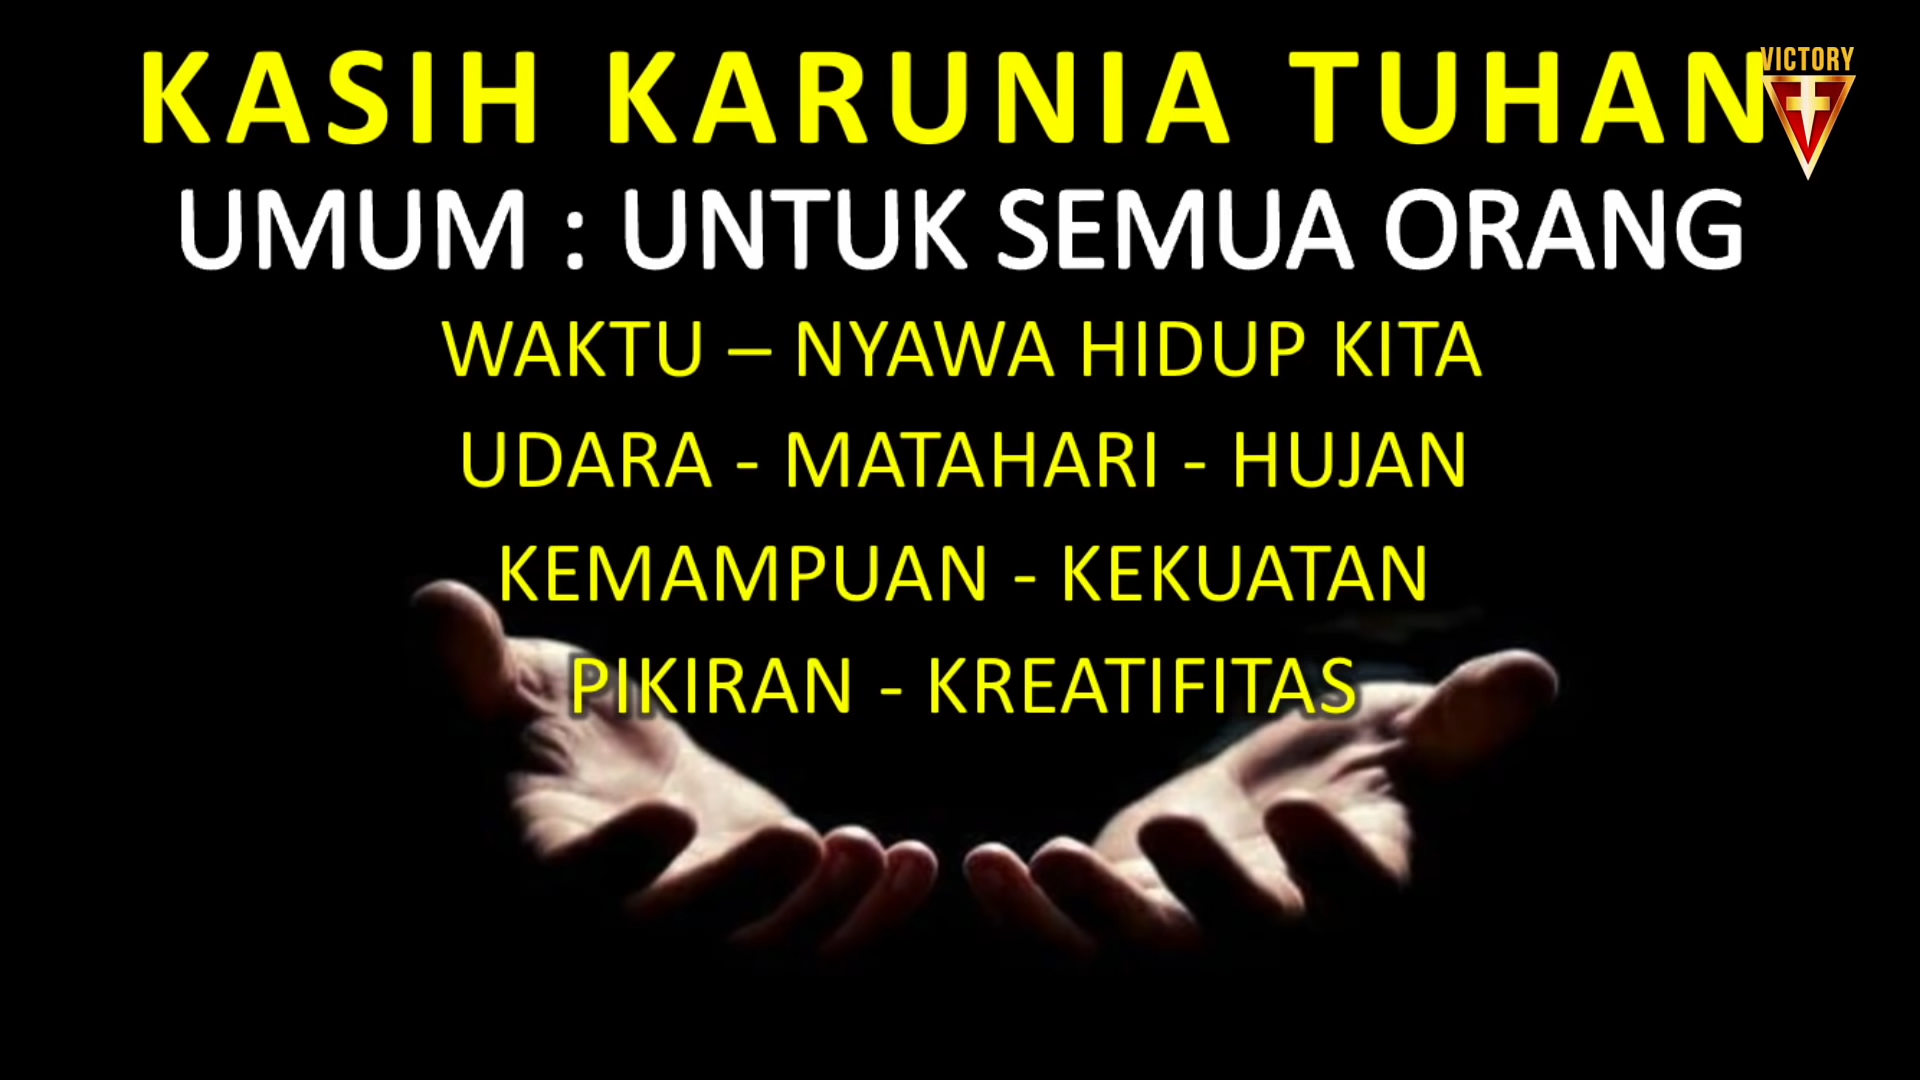 KASIH KARUNIA TUHAN
VICTORY
UMUM : UNTUK SEMUA ORANG
WAKTU – NYAWA HIDUP KITA
UDARA - MATAHARI - HUJAN
KEMAMPUAN - KEKUATAN
PIKIRAN - KREATIFITAS